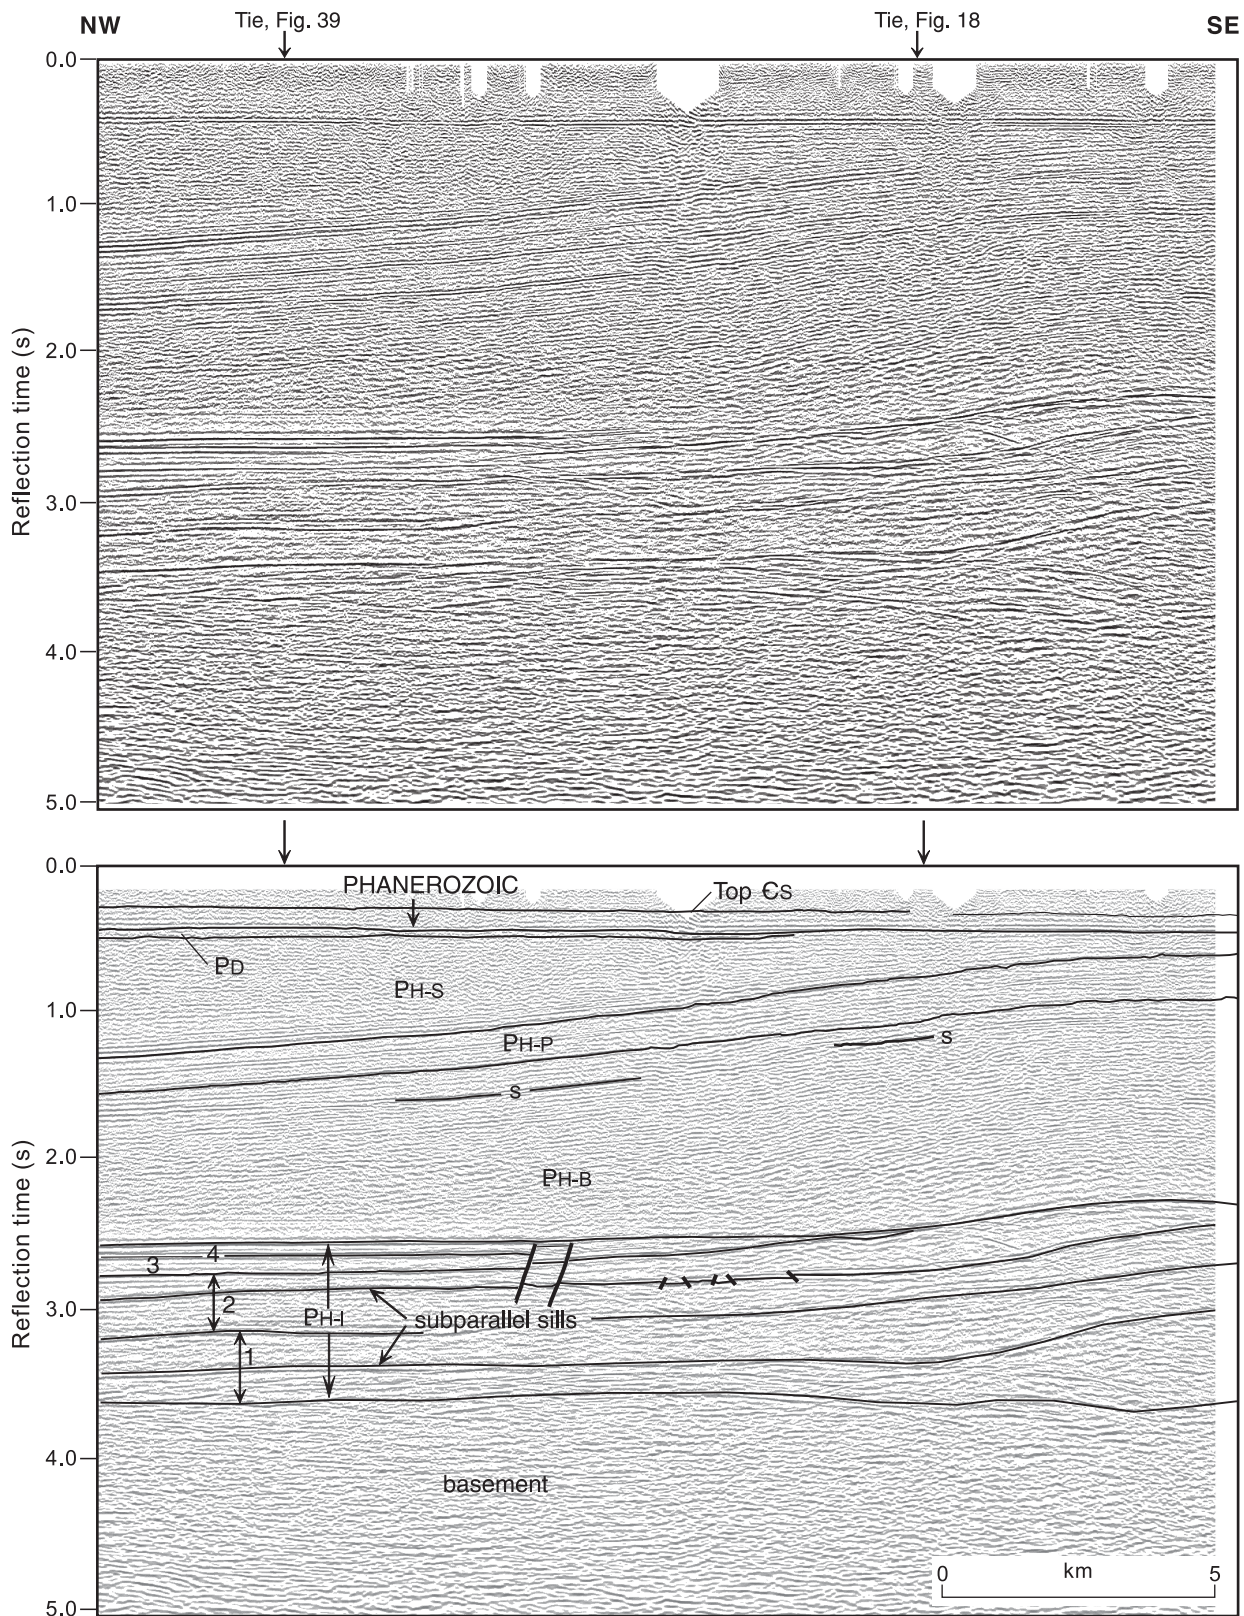 NW Tie, Fig. 39 Tie, Fig. 18 SE
0.0
1.0
2.0
3.0
4.0
5.0
Reflection time (s)
0.0
1.0
2.0
3.0
4.0
5.0
Reflection time (s)
PHANEROZOIC
Top Єs
PD
PH-S
PH-P
s
s
PH-B
4
3
2
PH-I
subparallel sills
1
basement
0 km 5